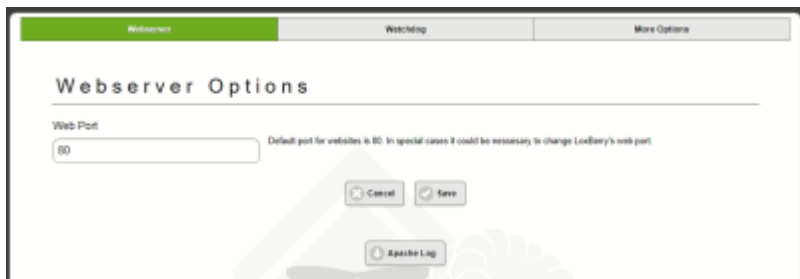 Webserver Watchdog More Options
Webserver Options
Web Port
80 Default port for websites is 80. In special cases it could be nessesary to change LoxBerry's web port.
Cancel Save
Apache Log